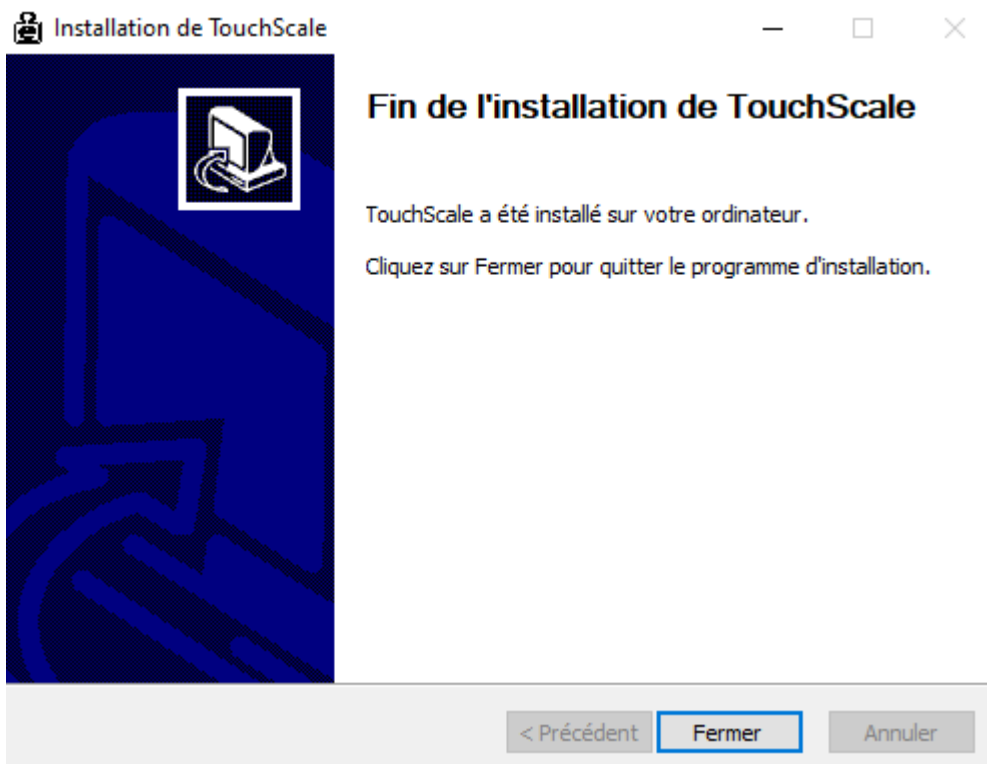 Installation de TouchScale
Fin de l'installation de TouchScale
TouchScale a été installé sur votre ordinateur.
Cliquez sur Fermer pour quitter le programme d'installation.
< Précédent Fermer Annuler